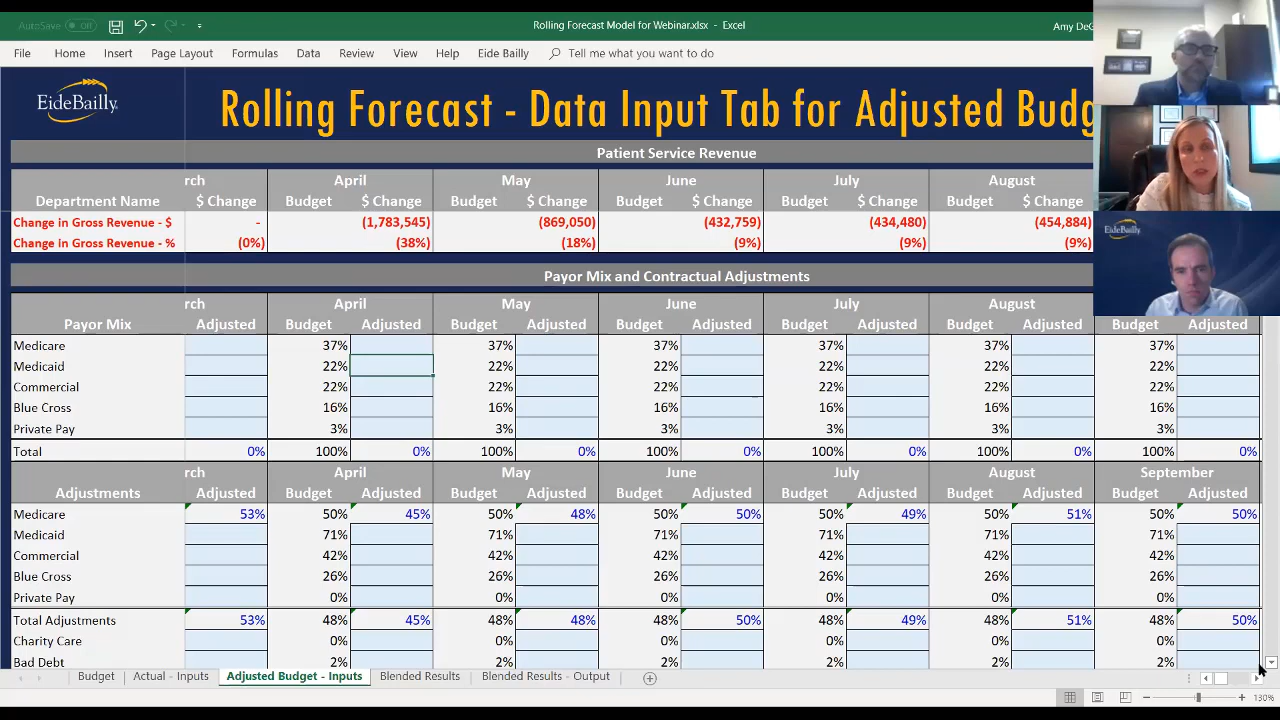 AutoSave Off
Rolling Forecast Model for Webinar.xlsx - Excel
Amy DeG
File Home Insert Page Layout Formulas Data Review View Help Eide Bailly Tell me what you want to do
EideBailly
Rolling Forecast - Data Input Tab for Adjusted Budg
Patient Service Revenue
rch April May June July August
Department Name $ Change Budget $ Change Budget $ Change Budget $ Change Budget $ Change Budget $ Change
Change in Gross Revenue - $ - (1,783,545) (869,050) (432,759) (434,480) (454,884)
Change in Gross Revenue - % (0%) (38%) (18%) (9%) (9%) (9%)
EideBailly
Payor Mix and Contractual Adjustments
rch April May June July August
Payor Mix Adjusted Budget Adjusted Budget Adjusted Budget Adjusted Budget Adjusted Budget Adjusted Budget Adjusted
Medicare 37% 37% 37% 37% 37% 37%
Medicaid 22% 22% 22% 22% 22% 22%
Commercial 22% 22% 22% 22% 22% 22%
Blue Cross 16% 16% 16% 16% 16% 16%
Private Pay 3% 3% 3% 3% 3% 3%
Total 0% 100% 0% 100% 0% 100% 0% 100% 0% 100% 0% 100% 0%
rch April May June July August September
Adjustments Adjusted Budget Adjusted Budget Adjusted Budget Adjusted Budget Adjusted Budget Adjusted Budget Adjusted
Medicare 53% 50% 45% 50% 48% 50% 50% 50% 49% 50% 51% 50% 50%
Medicaid 71% 71% 71% 71% 71% 71%
Commercial 42% 42% 42% 42% 42% 42%
Blue Cross 26% 26% 26% 26% 26% 26%
Private Pay 0% 0% 0% 0% 0% 0%
Total Adjustments 53% 48% 45% 48% 48% 48% 50% 48% 49% 48% 51% 48% 50%
Charity Care 0% 0% 0% 0% 0% 0%
Bad Debt 2% 2% 2% 2% 2% 2%
Budget Actual - Inputs Adjusted Budget - Inputs Blended Results Blended Results - Output
130%